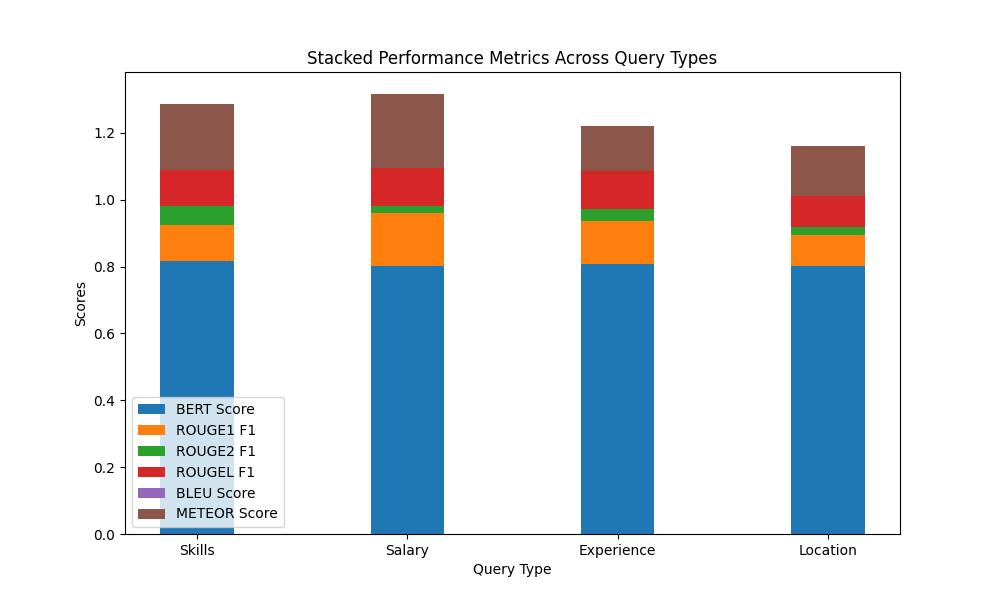 Stacked Performance Metrics Across Query Types
Scores
1.2
1.0
0.8
0.6
0.4
0.2
0.0
BERT Score
ROUGE1 F1
ROUGE2 F1
ROUGEL F1
BLEU Score
METEOR Score
Skills
Salary
Experience
Location
Query Type